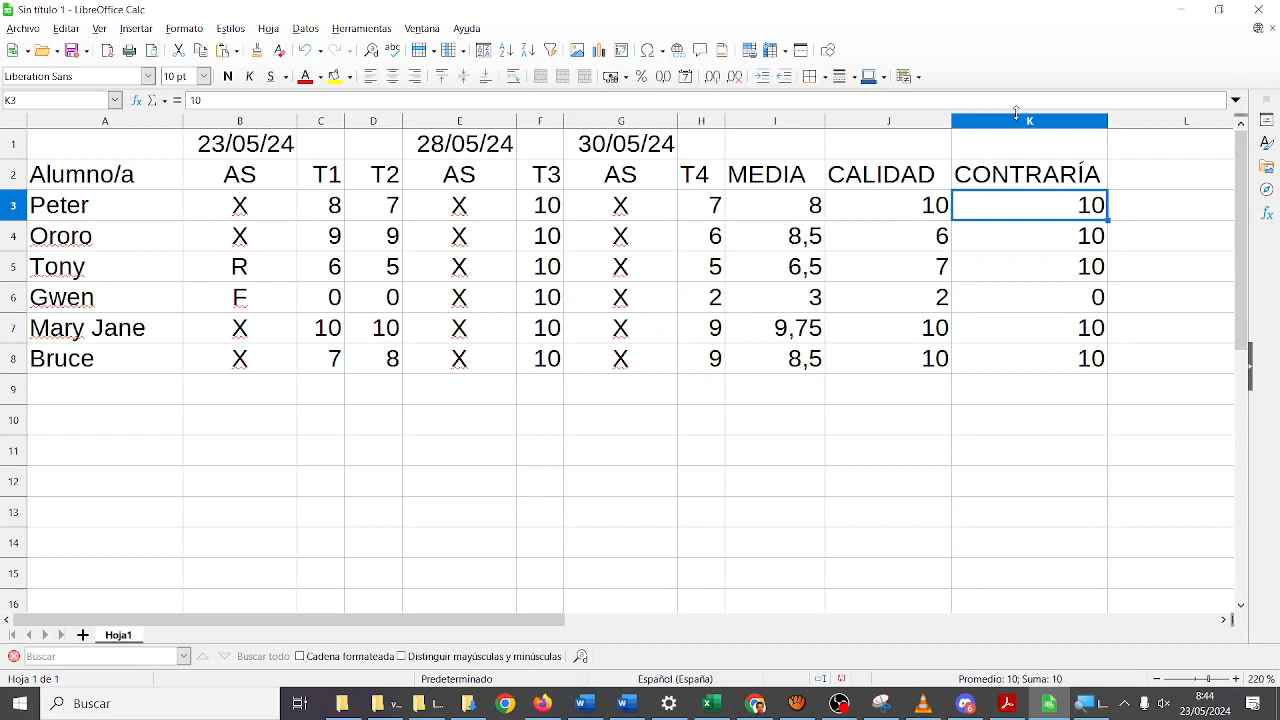 Sin título 1 - LibreOffice Calc
Archivo Editar Ver Insertar Formato Estilos Hoja Datos Herramientas Ventana Ayuda
Liberation Sans 10 pt N K S A
K3 10
A B C D E F G H I J K L
1 23/05/24 28/05/24 30/05/24
2 Alumno/a AS T1 T2 AS T3 AS T4 MEDIA CALIDAD CONTRARÍA
3 Peter X 8 7 X 10 X 7 8 10 10
4 Ororo X 9 9 X 10 X 6 8,5 6 10
5 Tony R 6 5 X 10 X 5 6,5 7 10
6 Gwen F 0 0 X 10 X 2 3 2 0
7 Mary Jane X 10 10 X 10 X 9 9,75 10 10
8 Bruce X 7 8 X 10 X 9 8,5 10 10
9
10
11
12
13
14
15
16
Hoja1
Buscar Buscar todo Cadena formateada Distinguir mayúsculas y minúsculas
Hoja 1 de 1 Predeterminado Español (España) Promedio: 10; Suma: 10 220 %
Buscar v... L... 8:44
23/05/2024